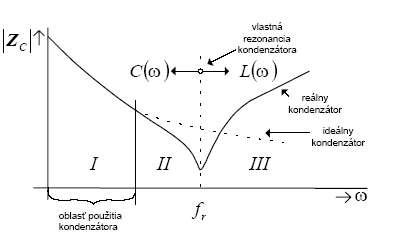 vlastná
rezonancia
kondenzátora
|Z_C|↑
C(ω)
L(ω)
reálny
kondenzátor
ideálny
kondenzátor
I
II
III
→ω
oblasť použitia
kondenzátora
f_r